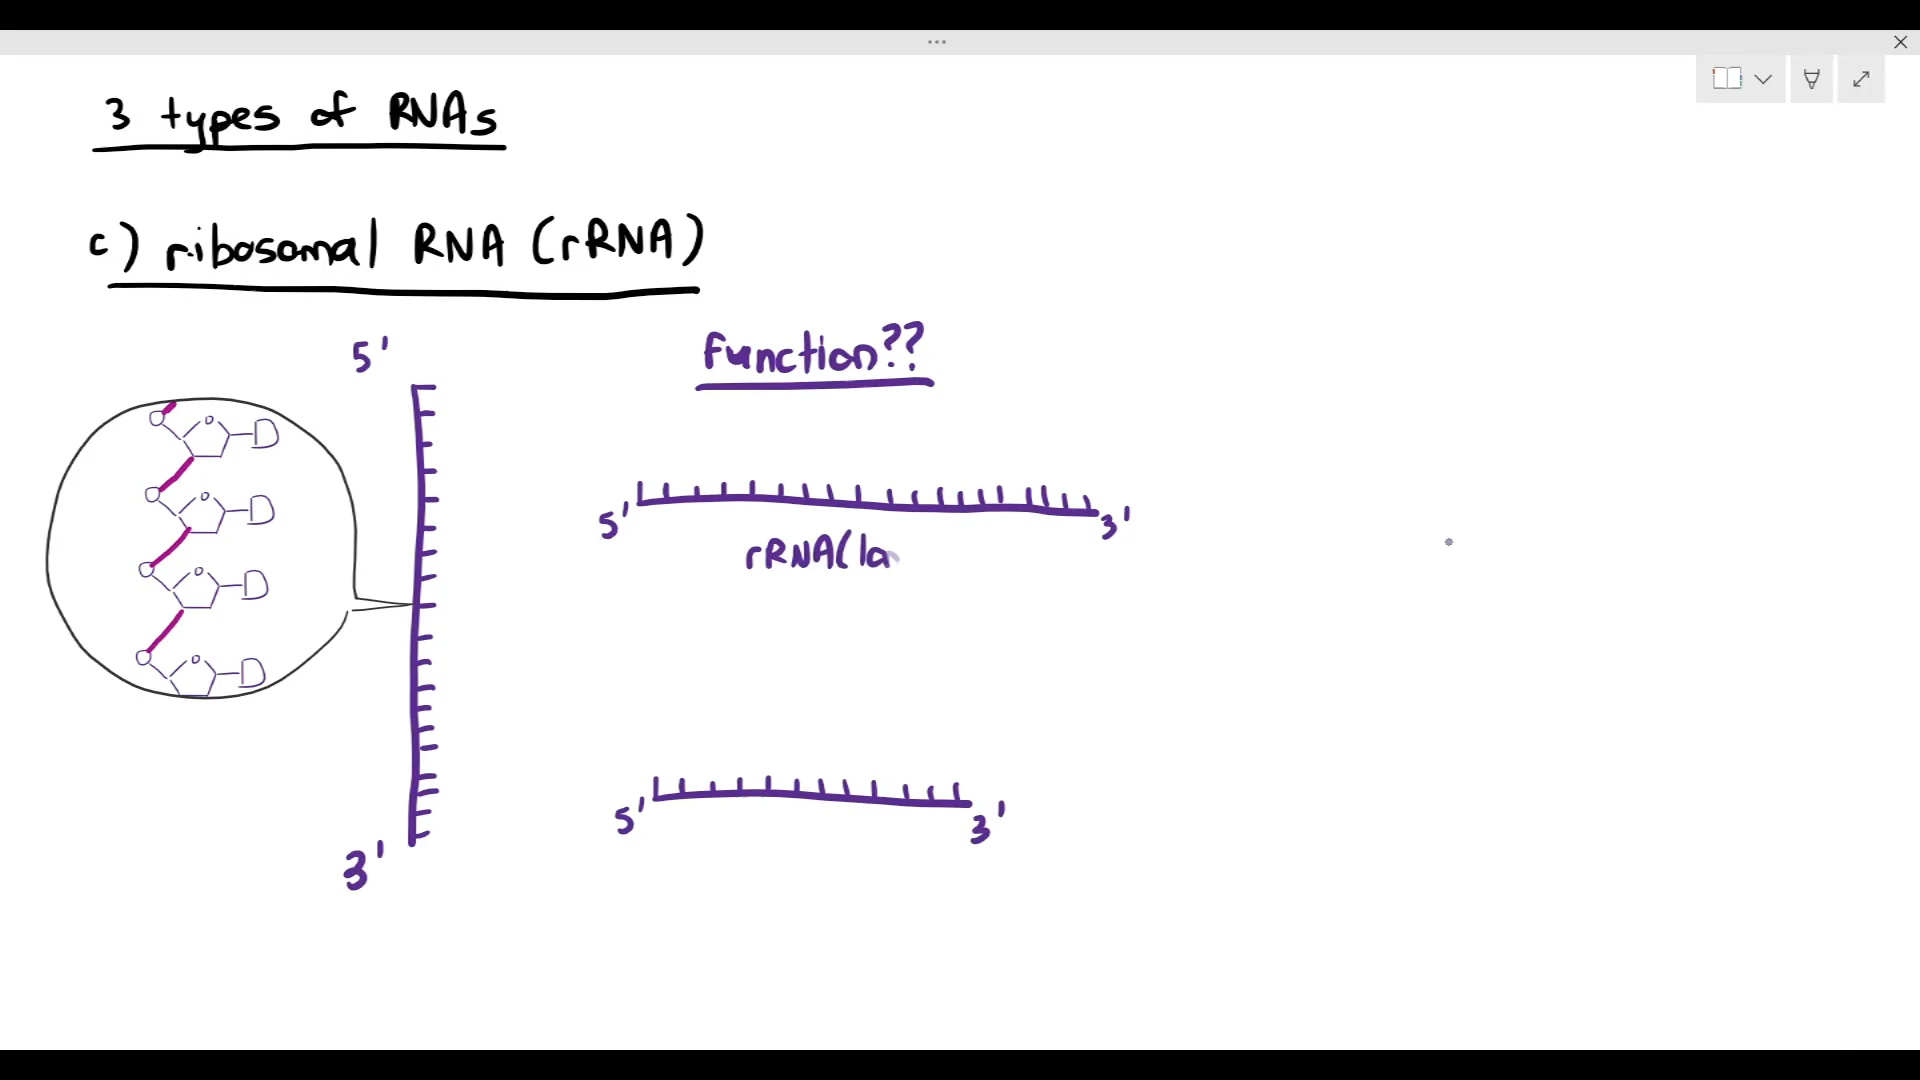 3 types of RNAs
c) ribosomal RNA (rRNA)
5'
3'
Function??
5' 3'
rRNA(la
5' 3'